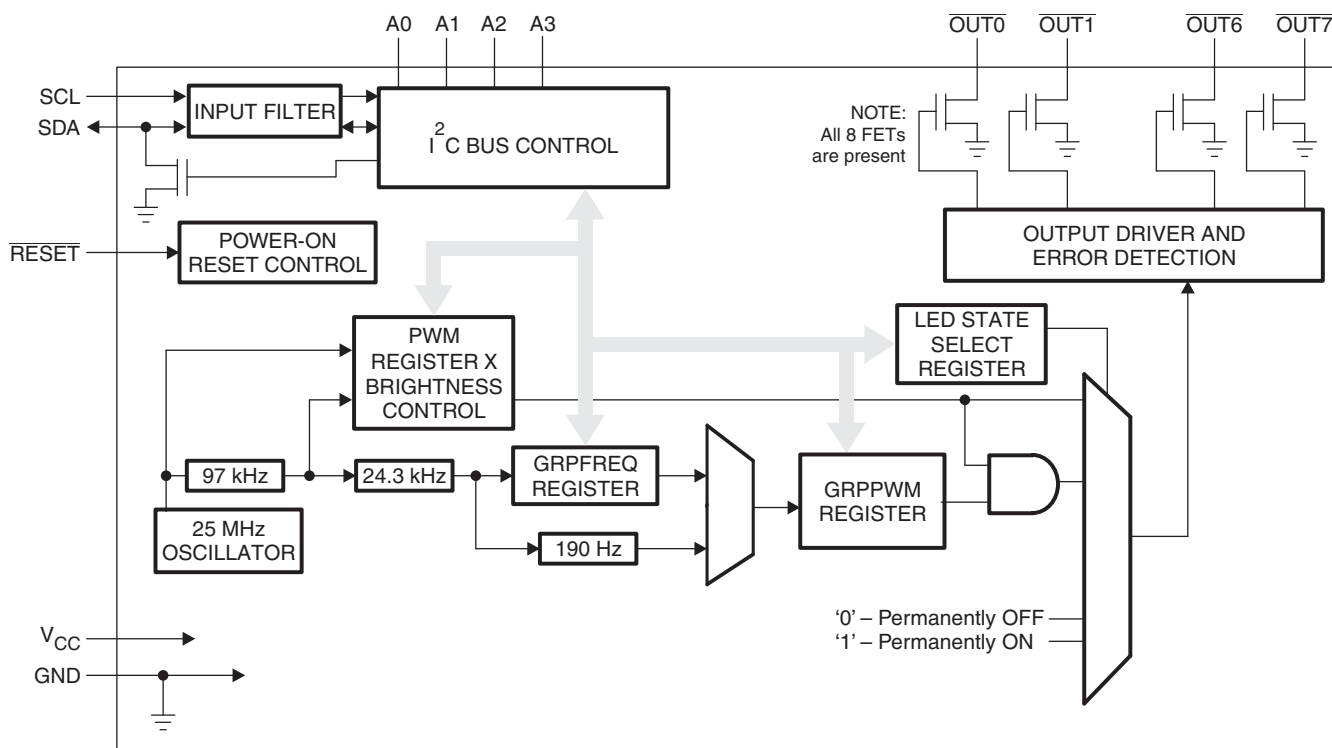 A0 A1 A2 A3
OUT0 OUT1 OUT6 OUT7
SCL
SDA
INPUT FILTER
I2C BUS CONTROL
NOTE:
All 8 FETs
are present
RESET
POWER-ON
RESET CONTROL
OUTPUT DRIVER AND
ERROR DETECTION
PWM
REGISTER X
BRIGHTNESS
CONTROL
LED STATE
SELECT
REGISTER
97 kHz
24.3 kHz
GRPFREQ
REGISTER
GRPPWM
REGISTER
25 MHz
OSCILLATOR
190 Hz
'0' – Permanently OFF
'1' – Permanently ON
VCC
GND